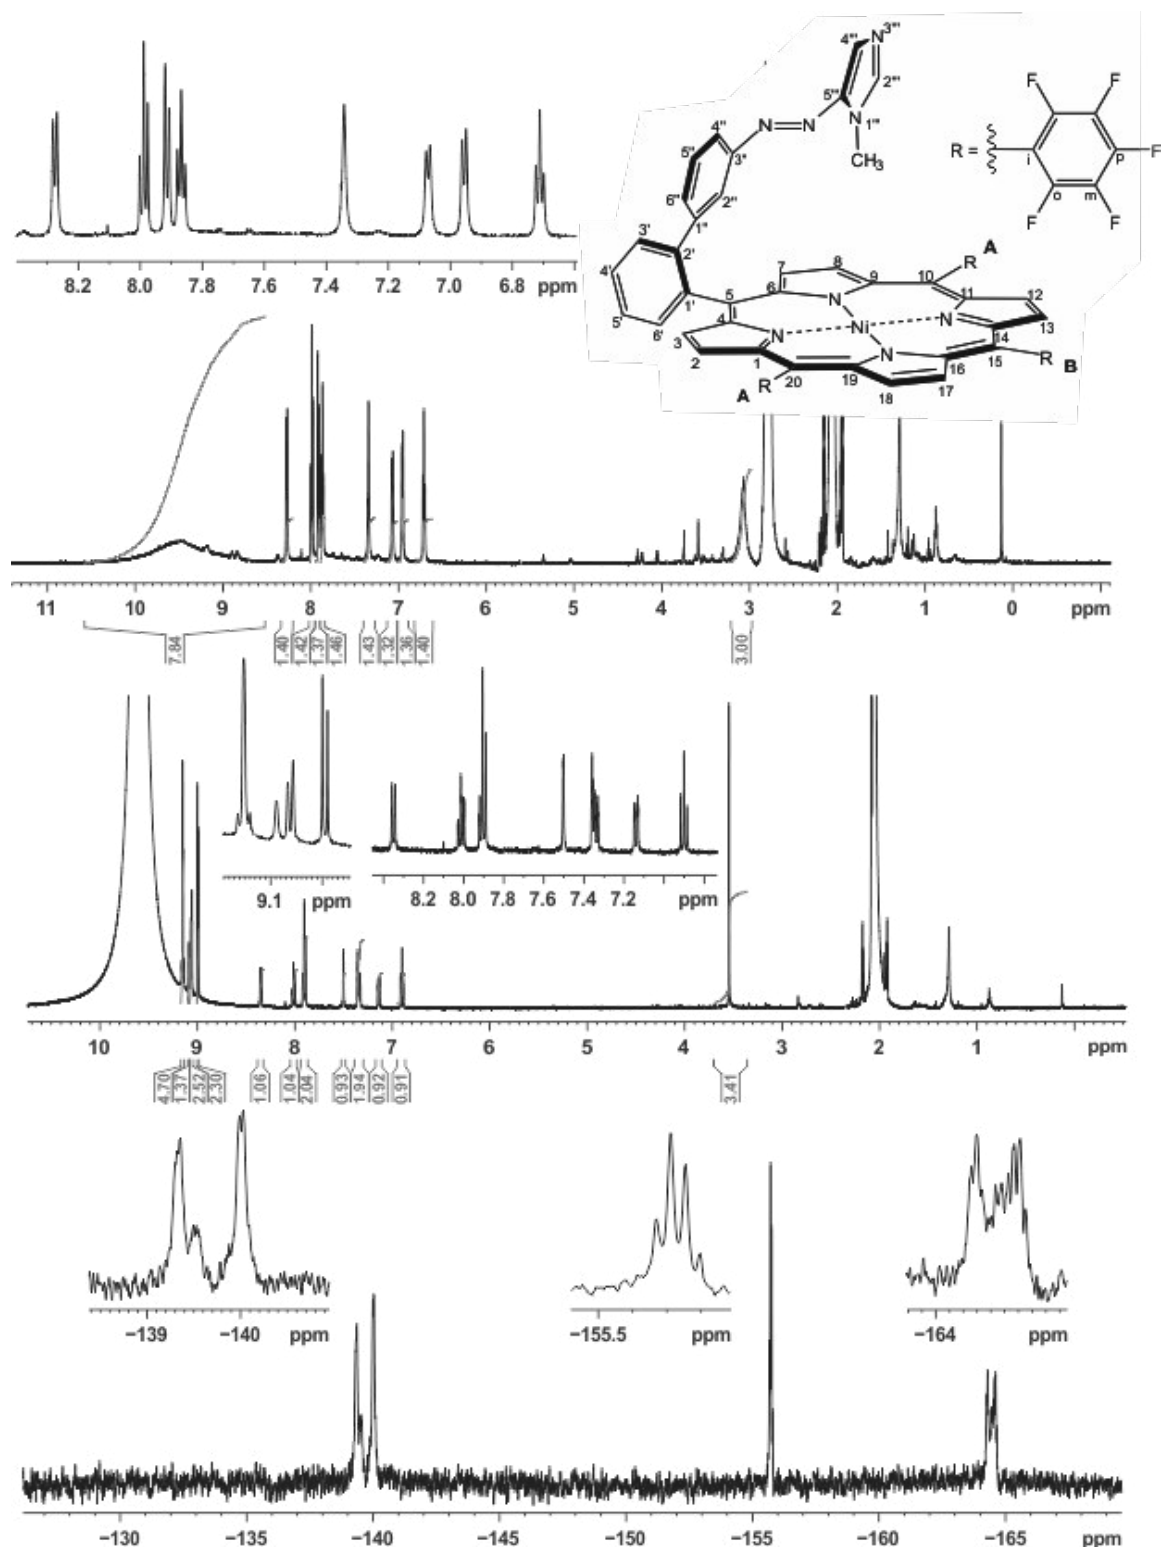 8.2 8.0 7.8 7.6 7.4 7.2 7.0 6.8 ppm
4''' N 3'''
5''' 2'''
N 1'''
CH3
4'' N=N
5'' 3''
6'' 2''
1''
3' 2'
4' 1'
5' 6'
R = i o m p
F F F F F
A
R
7 8 9 10 11 12
5 6 N 13
4 N Ni N 14
3 N 15 R
2 1 20 19 16 B
A R 18 17
11 10 9 8 7 6 5 4 3 2 1 0 ppm
7.84 1.40 1.42 1.37 1.46 1.43 1.32 1.36 1.40 3.00
9.1 ppm
8.2 8.0 7.8 7.6 7.4 7.2 ppm
10 9 8 7 6 5 4 3 2 1 ppm
4.70 1.37 2.52 2.30 1.06 1.04 2.04 0.93 1.94 0.92 0.91 3.41
−139 −140 ppm
−155.5 ppm
−164 ppm
−130 −135 −140 −145 −150 −155 −160 −165 ppm